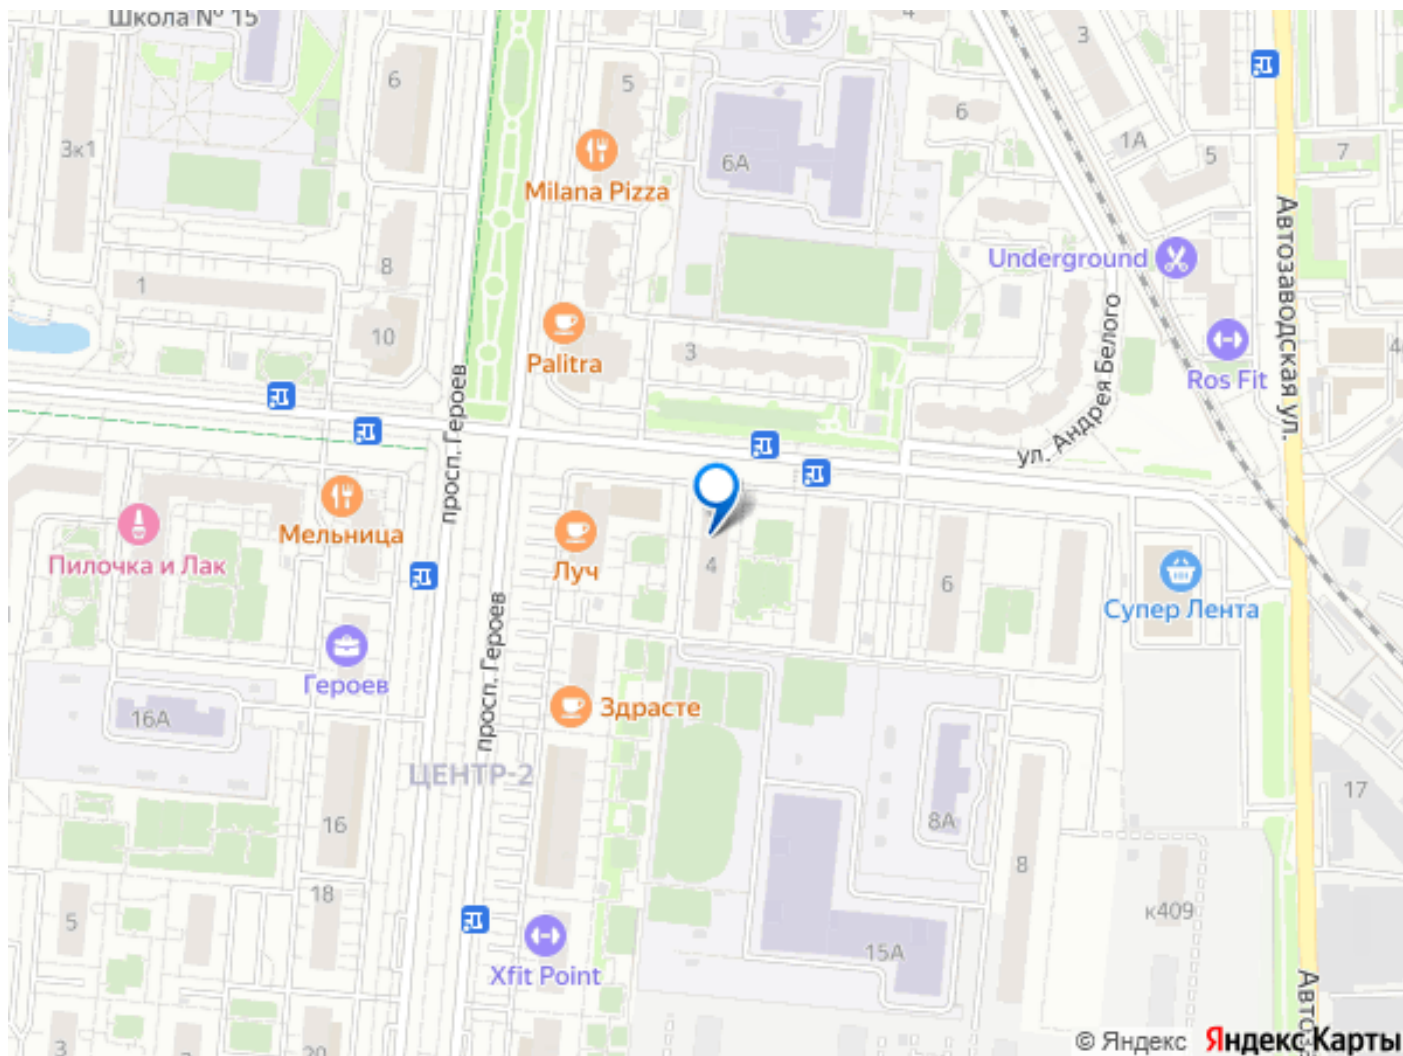 Школа № 15
4
3
6
5
3к1
6
6А
1А
5
7
Milana Pizza
Автозаводская ул.
Underground
8
1
10
Palitra
3
ул. Андрея Белого
Ros Fit
4
просп. Героев
Мельница
Пилочка и Лак
Луч
4
6
Супер Лента
просп. Героев
Героев
Здрасте
16А
ЦЕНТР-2
17
16
8А
8
18
5
к409
Xfit Point
15А
3
20
Автоза
© Яндекс Яндекс Карты